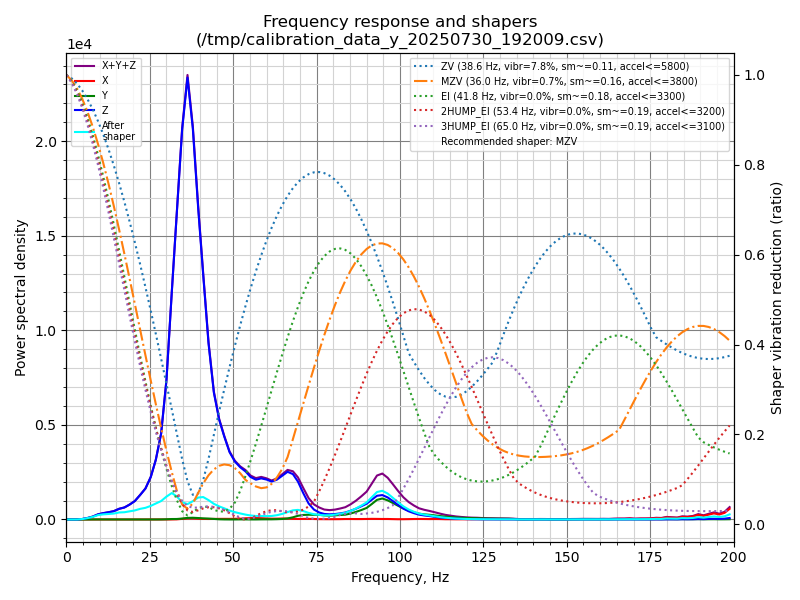 Frequency response and shapers
(/tmp/calibration_data_y_20250730_192009.csv)
1e4
X+Y+Z
X
Y
Z
After
shaper
ZV (38.6 Hz, vibr=7.8%, sm~=0.11, accel<=5800)
MZV (36.0 Hz, vibr=0.7%, sm~=0.16, accel<=3800)
EI (41.8 Hz, vibr=0.0%, sm~=0.18, accel<=3300)
2HUMP_EI (53.4 Hz, vibr=0.0%, sm~=0.19, accel<=3200)
3HUMP_EI (65.0 Hz, vibr=0.0%, sm~=0.19, accel<=3100)
Recommended shaper: MZV
Power spectral density
2.0
1.5
1.0
0.5
0.0
1.0
0.8
0.6
0.4
0.2
0.0
Shaper vibration reduction (ratio)
0 25 50 75 100 125 150 175 200
Frequency, Hz